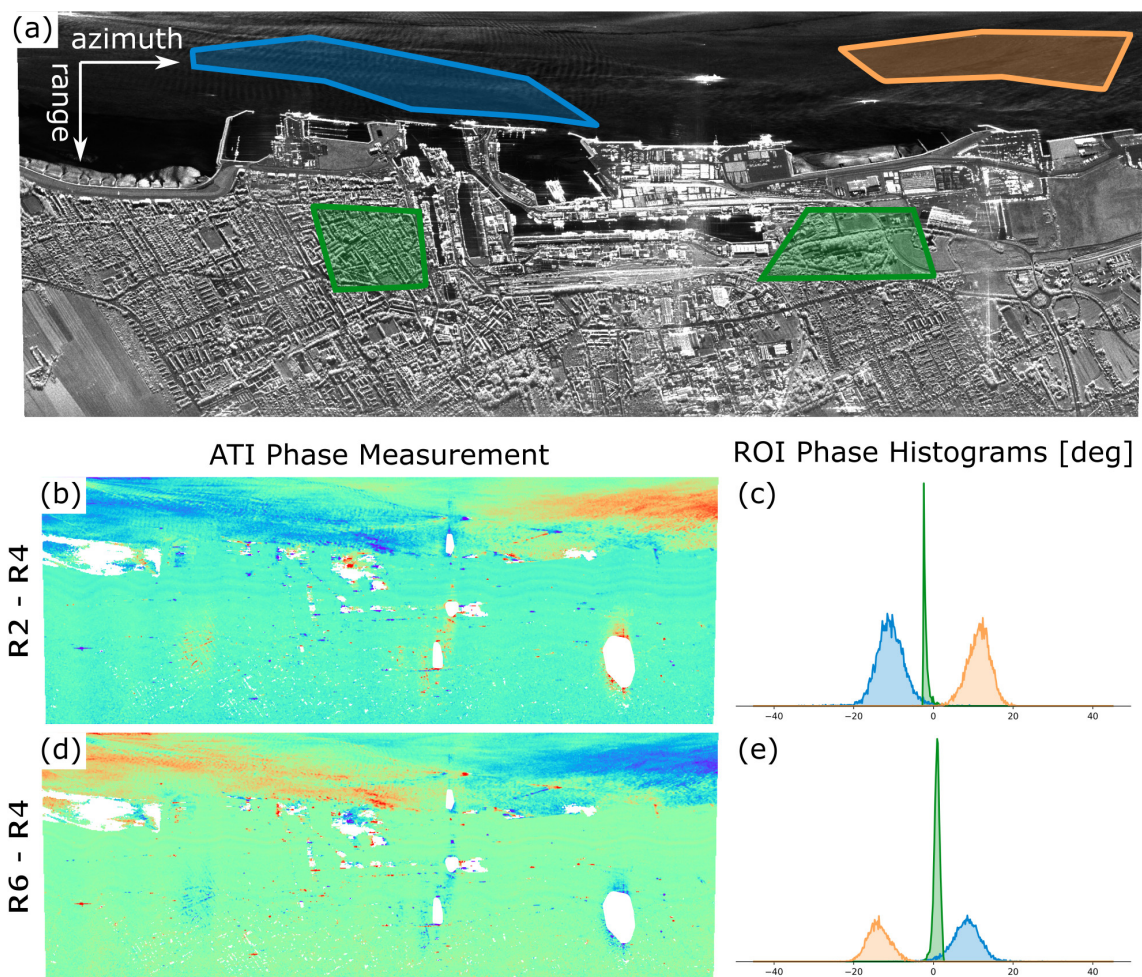 (a)
azimuth
range
ATI Phase Measurement
ROI Phase Histograms [deg]
(b)
(c)
R2 - R4
−40 −20 0 20 40
(d)
(e)
R6 - R4
−40 −20 0 20 40